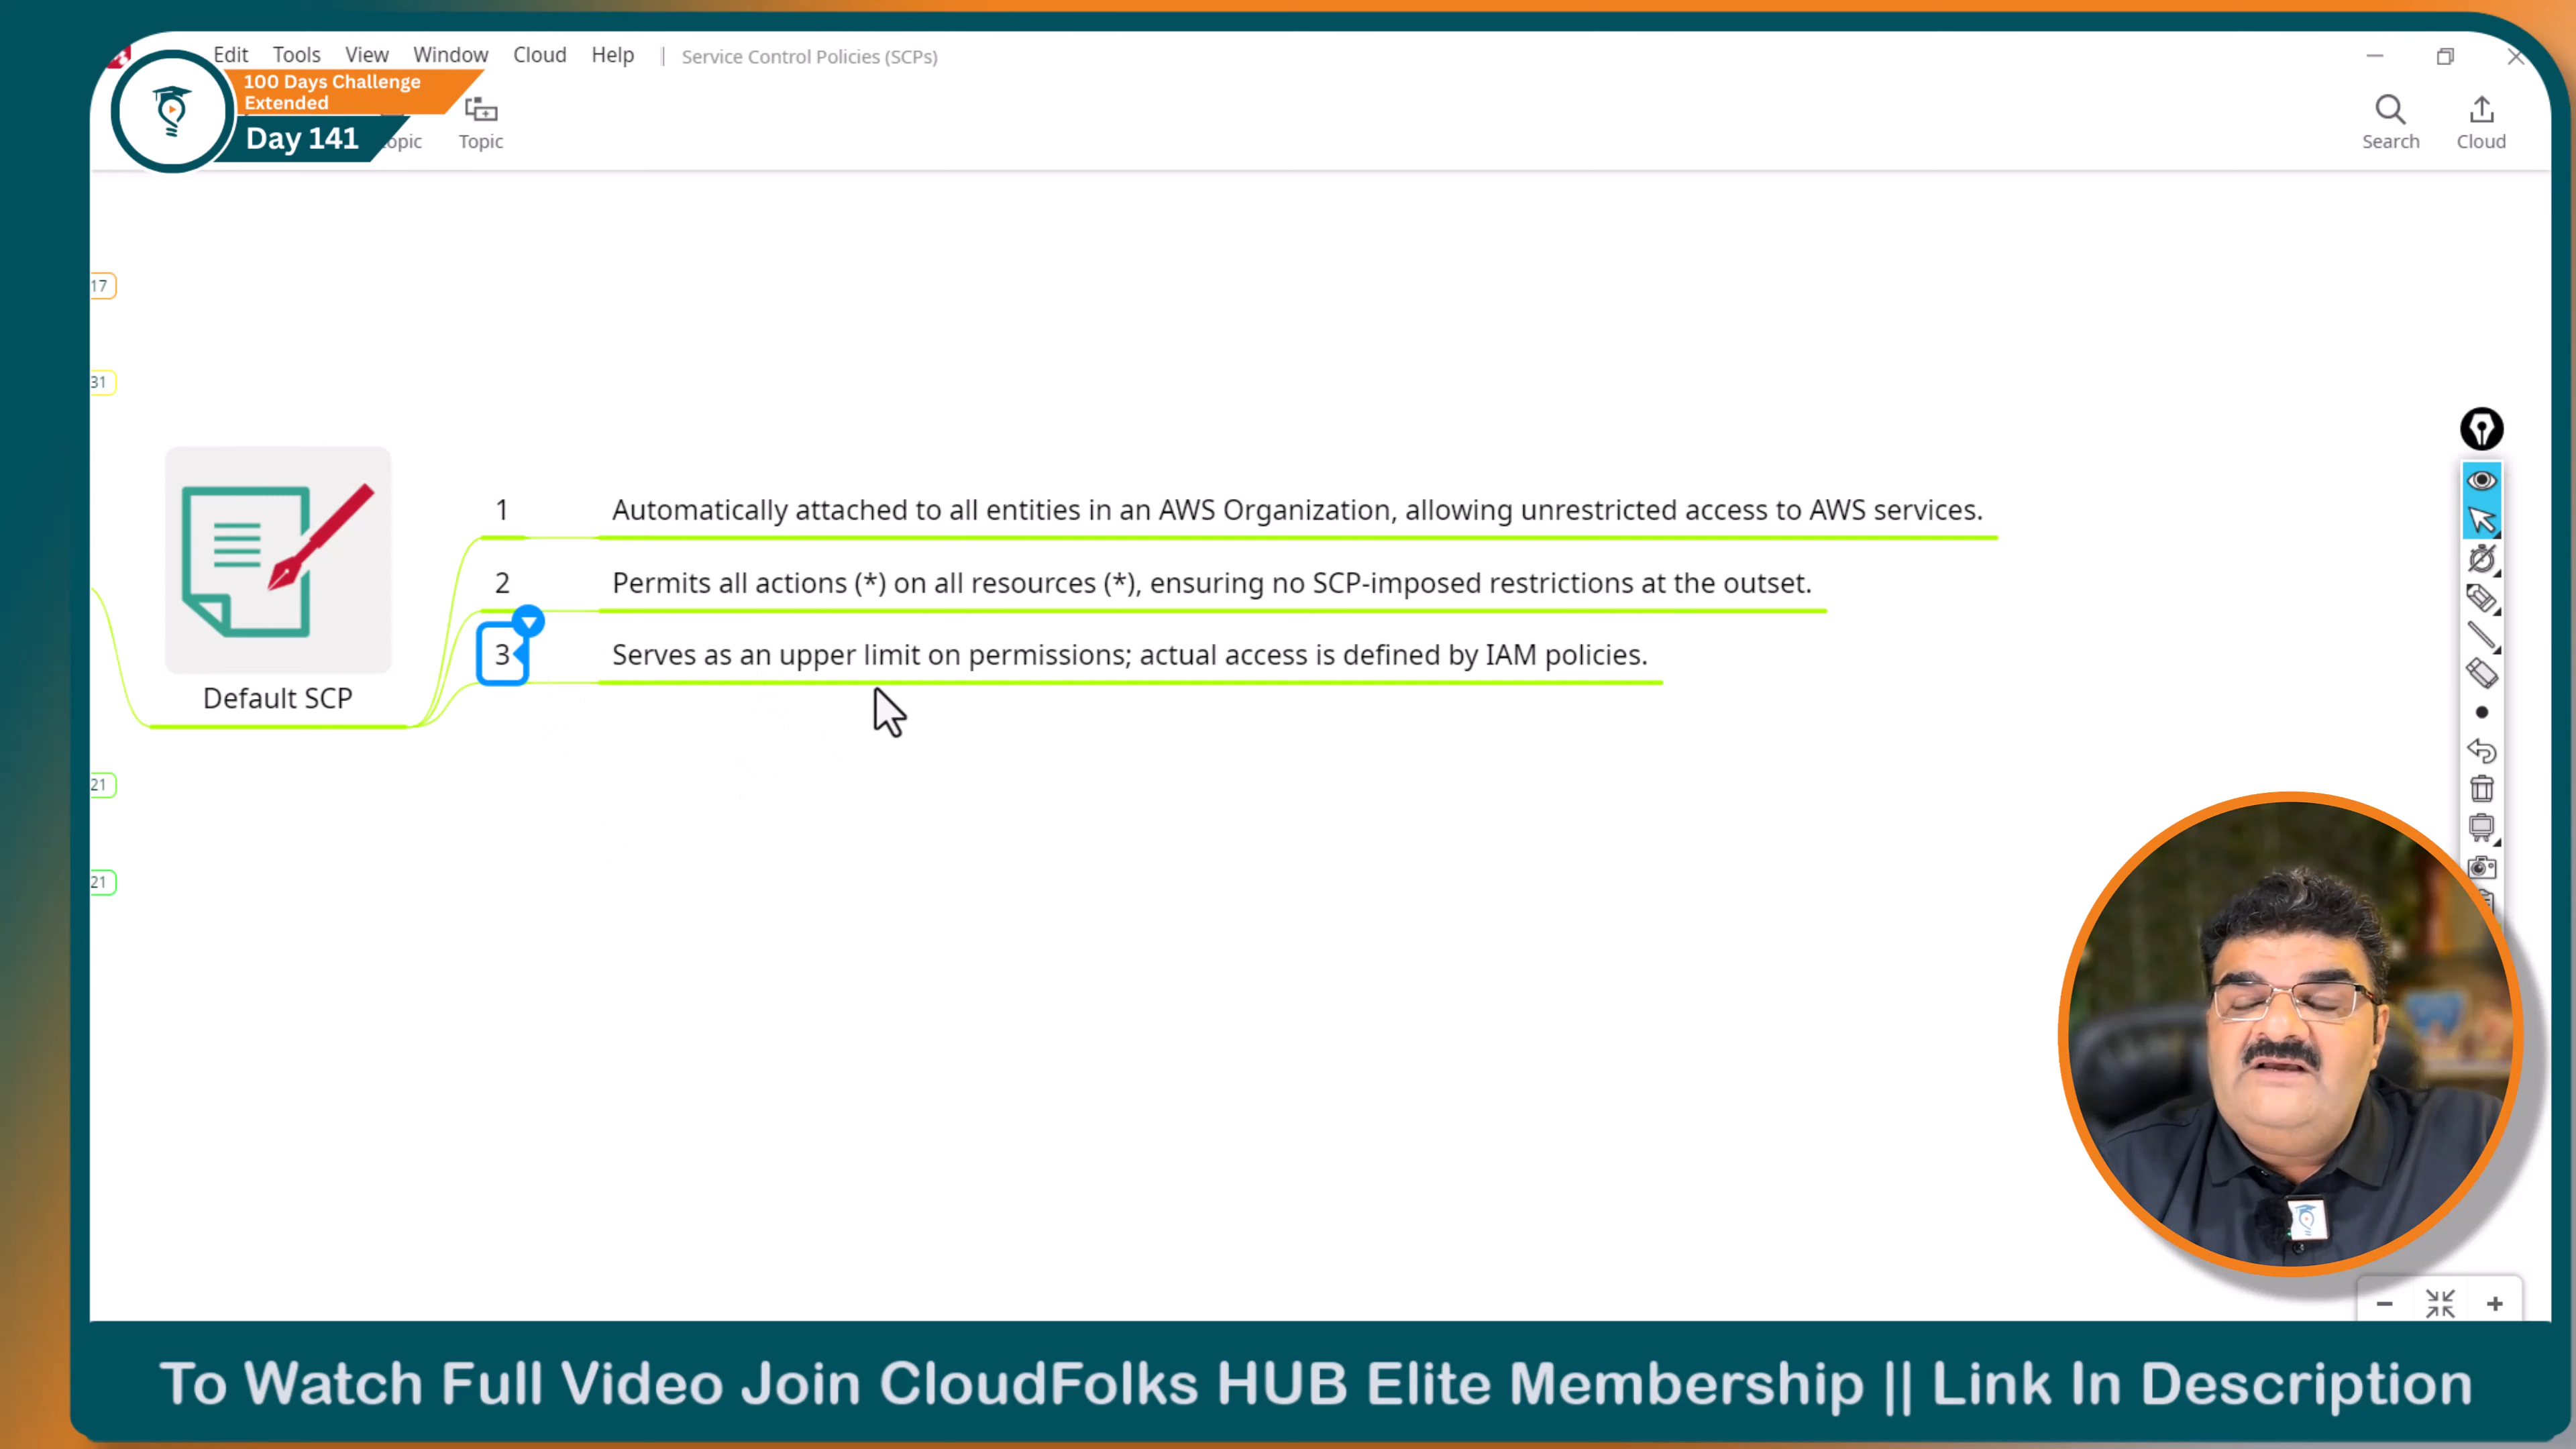 Edit Tools View Window Cloud Help | Service Control Policies (SCPs)
100 Days Challenge
Extended
Day 141
opic
Topic
Search
Cloud
17
31
1 Automatically attached to all entities in an AWS Organization, allowing unrestricted access to AWS services.
2 Permits all actions (*) on all resources (*), ensuring no SCP-imposed restrictions at the outset.
3 Serves as an upper limit on permissions; actual access is defined by IAM policies.
Default SCP
21
21
To Watch Full Video Join CloudFolks HUB Elite Membership || Link In Description